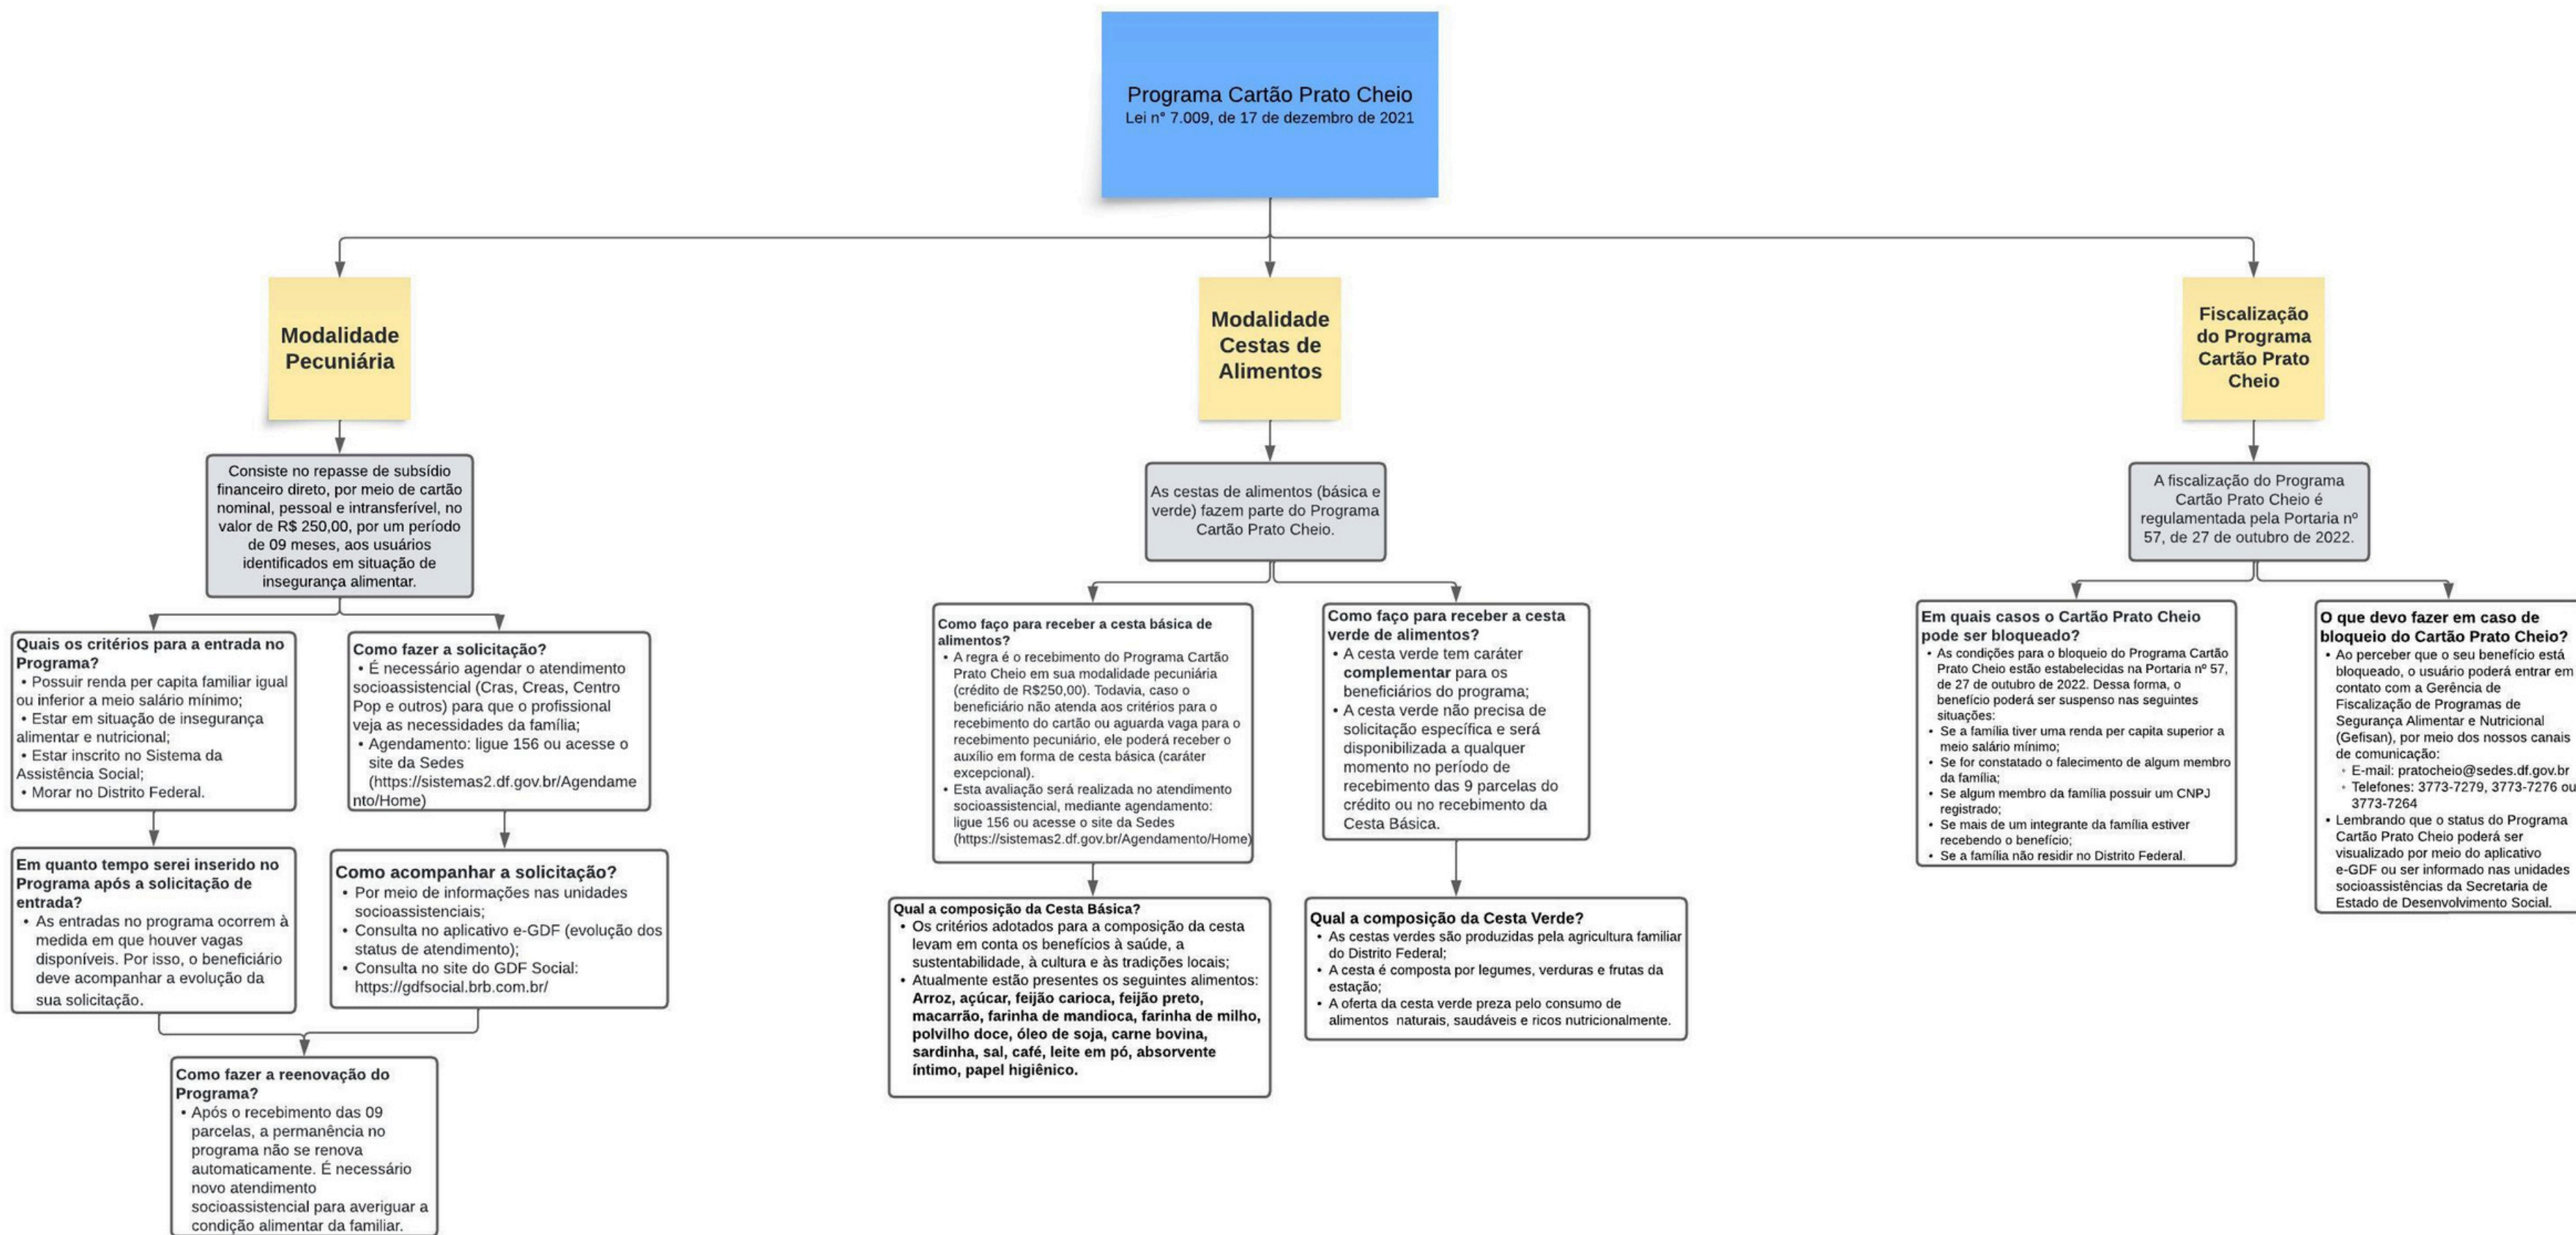 Programa Cartão Prato Cheio
Lei n° 7.009, de 17 de dezembro de 2021
Modalidade
Pecuniária
Consiste no repasse de subsídio
financeiro direto, por meio de cartão
nominal, pessoal e intransferível, no
valor de R$ 250,00, por um período
de 09 meses, aos usuários
identificados em situação de
insegurança alimentar.
Quais os critérios para a entrada no
Programa?
• Possuir renda per capita familiar igual
ou inferior a meio salário mínimo;
• Estar em situação de insegurança
alimentar e nutricional;
• Estar inscrito no Sistema da
Assistência Social;
• Morar no Distrito Federal.
Como fazer a solicitação?
• É necessário agendar o atendimento
socioassistencial (Cras, Creas, Centro
Pop e outros) para que o profissional
veja as necessidades da família;
• Agendamento: ligue 156 ou acesse o
site da Sedes
(https://sistemas2.df.gov.br/Agendame
nto/Home)
Em quanto tempo serei inserido no
Programa após a solicitação de
entrada?
• As entradas no programa ocorrem à
medida em que houver vagas
disponíveis. Por isso, o beneficiário
deve acompanhar a evolução da
sua solicitação.
Como acompanhar a solicitação?
• Por meio de informações nas unidades
socioassistenciais;
• Consulta no aplicativo e-GDF (evolução dos
status de atendimento);
• Consulta no site do GDF Social:
https://gdfsocial.brb.com.br/
Como fazer a reenovação do
Programa?
• Após o recebimento das 09
parcelas, a permanência no
programa não se renova
automaticamente. É necessário
novo atendimento
socioassistencial para averiguar a
condição alimentar da familiar.
Modalidade
Cestas de
Alimentos
As cestas de alimentos (básica e
verde) fazem parte do Programa
Cartão Prato Cheio.
Como faço para receber a cesta básica de
alimentos?
• A regra é o recebimento do Programa Cartão
Prato Cheio em sua modalidade pecuniária
(crédito de R$250,00). Todavia, caso o
beneficiário não atenda aos critérios para o
recebimento do cartão ou aguarda vaga para o
recebimento pecuniário, ele poderá receber o
auxílio em forma de cesta básica (caráter
excepcional).
• Esta avaliação será realizada no atendimento
socioassistencial, mediante agendamento:
ligue 156 ou acesse o site da Sedes
(https://sistemas2.df.gov.br/Agendamento/Home)
Como faço para receber a cesta
verde de alimentos?
• A cesta verde tem caráter
complementar para os
beneficiários do programa;
• A cesta verde não precisa de
solicitação específica e será
disponibilizada a qualquer
momento no período de
recebimento das 9 parcelas do
crédito ou no recebimento da
Cesta Básica.
Qual a composição da Cesta Básica?
• Os critérios adotados para a composição da cesta
levam em conta os benefícios à saúde, a
sustentabilidade, à cultura e às tradições locais;
• Atualmente estão presentes os seguintes alimentos:
Arroz, açúcar, feijão carioca, feijão preto,
macarrão, farinha de mandioca, farinha de milho,
polvilho doce, óleo de soja, carne bovina,
sardinha, sal, café, leite em pó, absorvente
íntimo, papel higiênico.
Qual a composição da Cesta Verde?
• As cestas verdes são produzidas pela agricultura familiar
do Distrito Federal;
• A cesta é composta por legumes, verduras e frutas da
estação;
• A oferta da cesta verde preza pelo consumo de
alimentos naturais, saudáveis e ricos nutricionalmente.
Fiscalização
do Programa
Cartão Prato
Cheio
A fiscalização do Programa
Cartão Prato Cheio é
regulamentada pela Portaria nº
57, de 27 de outubro de 2022.
Em quais casos o Cartão Prato Cheio
pode ser bloqueado?
• As condições para o bloqueio do Programa Cartão
Prato Cheio estão estabelecidas na Portaria nº 57,
de 27 de outubro de 2022. Dessa forma, o
benefício poderá ser suspenso nas seguintes
situações:
• Se a família tiver uma renda per capita superior a
meio salário mínimo;
• Se for constatado o falecimento de algum membro
da família;
• Se algum membro da família possuir um CNPJ
registrado;
• Se mais de um integrante da família estiver
recebendo o benefício;
• Se a família não residir no Distrito Federal.
O que devo fazer em caso de
bloqueio do Cartão Prato Cheio?
• Ao perceber que o seu benefício está
bloqueado, o usuário poderá entrar em
contato com a Gerência de
Fiscalização de Programas de
Segurança Alimentar e Nutricional
(Gefisan), por meio dos nossos canais
de comunicação:
◦ E-mail: pratocheio@sedes.df.gov.br
◦ Telefones: 3773-7279, 3773-7276 ou
3773-7264
• Lembrando que o status do Programa
Cartão Prato Cheio poderá ser
visualizado por meio do aplicativo
e-GDF ou ser informado nas unidades
socioassistências da Secretaria de
Estado de Desenvolvimento Social.